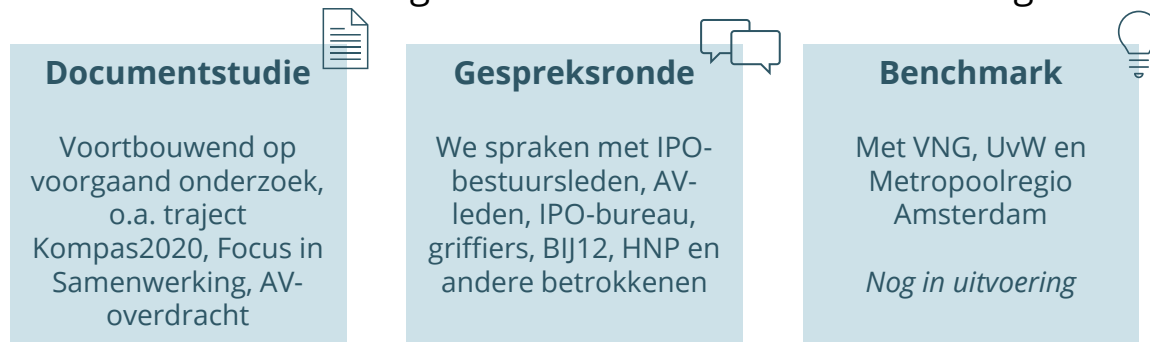 Documentstudie
Voortbouwend op
voorgaand onderzoek,
o.a. traject
Kompas2020, Focus in
Samenwerking, AV-
overdracht
Gespreksronde
We spraken met IPO-
bestuursleden, AV-
leden, IPO-bureau,
griffiers, BIJ12, HNP en
andere betrokkenen
Benchmark
Met VNG, UvW en
Metropoolregio
Amsterdam
Nog in uitvoering